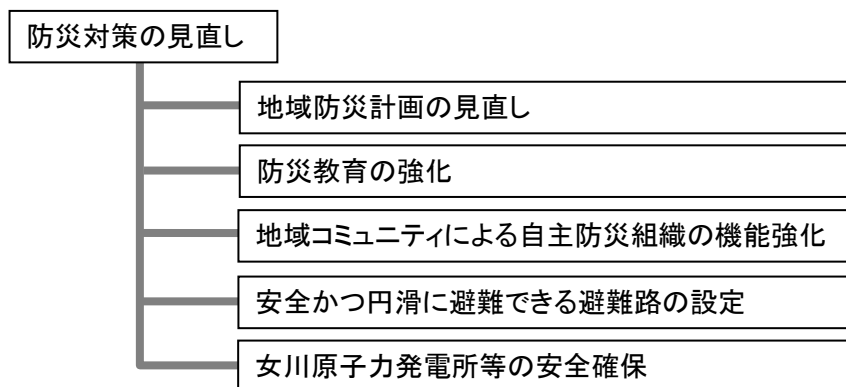 防災対策の見直し
地域防災計画の見直し
防災教育の強化
地域コミュニティによる自主防災組織の機能強化
安全かつ円滑に避難できる避難路の設定
女川原子力発電所等の安全確保